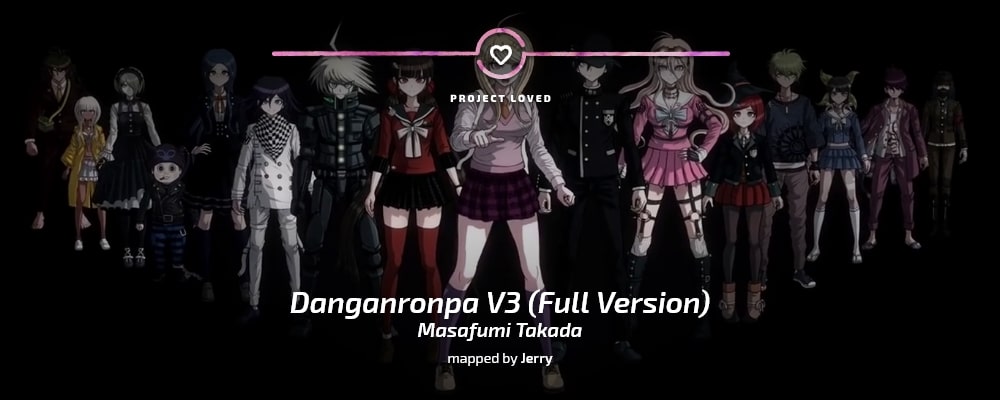 PROJECT LOVED
Danganronpa V3 (Full Version)
Masafumi Takada
mapped by Jerry